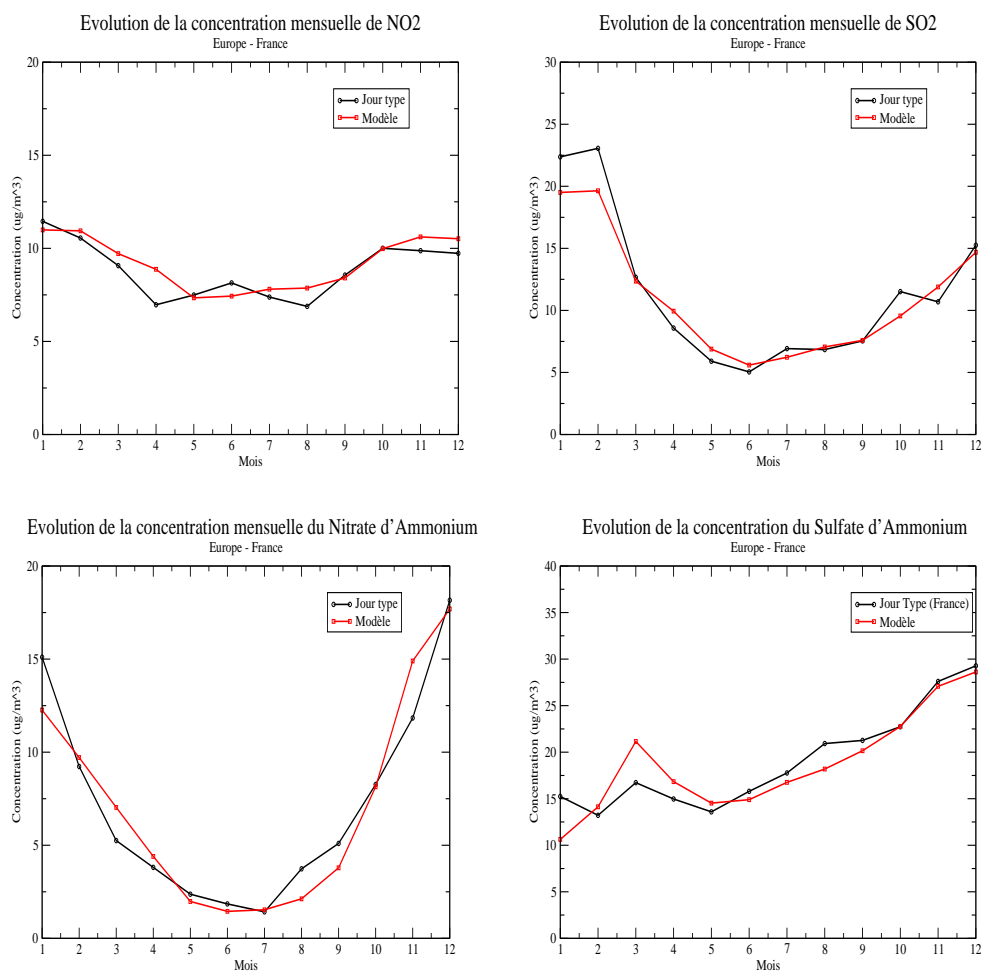 Evolution de la concentration mensuelle de NO2
Europe - France
20
15
10
5
0
Concentration (ug/m^3)
Jour type
Modèle
1 2 3 4 5 6 7 8 9 10 11 12
Mois
Evolution de la concentration mensuelle de SO2
Europe - France
30
25
20
15
10
5
0
Concentration (ug/m^3)
Jour type
Modèle
1 2 3 4 5 6 7 8 9 10 11 12
Mois
Evolution de la concentration mensuelle du Nitrate d'Ammonium
Europe - France
20
15
10
5
0
Concentration (ug/m^3)
Jour type
Modèle
1 2 3 4 5 6 7 8 9 10 11 12
Mois
Evolution de la concentration du Sulfate d'Ammonium
Europe - France
40
35
30
25
20
15
10
5
0
Concentration (ug/m^3)
Jour Type (France)
Modèle
1 2 3 4 5 6 7 8 9 10 11 12
Mois